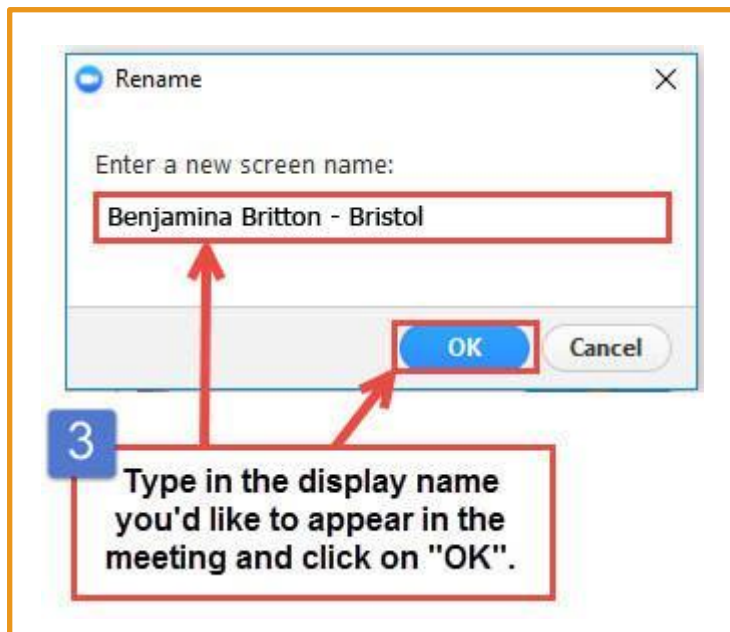 Rename
Enter a new screen name:
Benjamina Britton - Bristol
OK Cancel
3
Type in the display name
you'd like to appear in the
meeting and click on "OK".